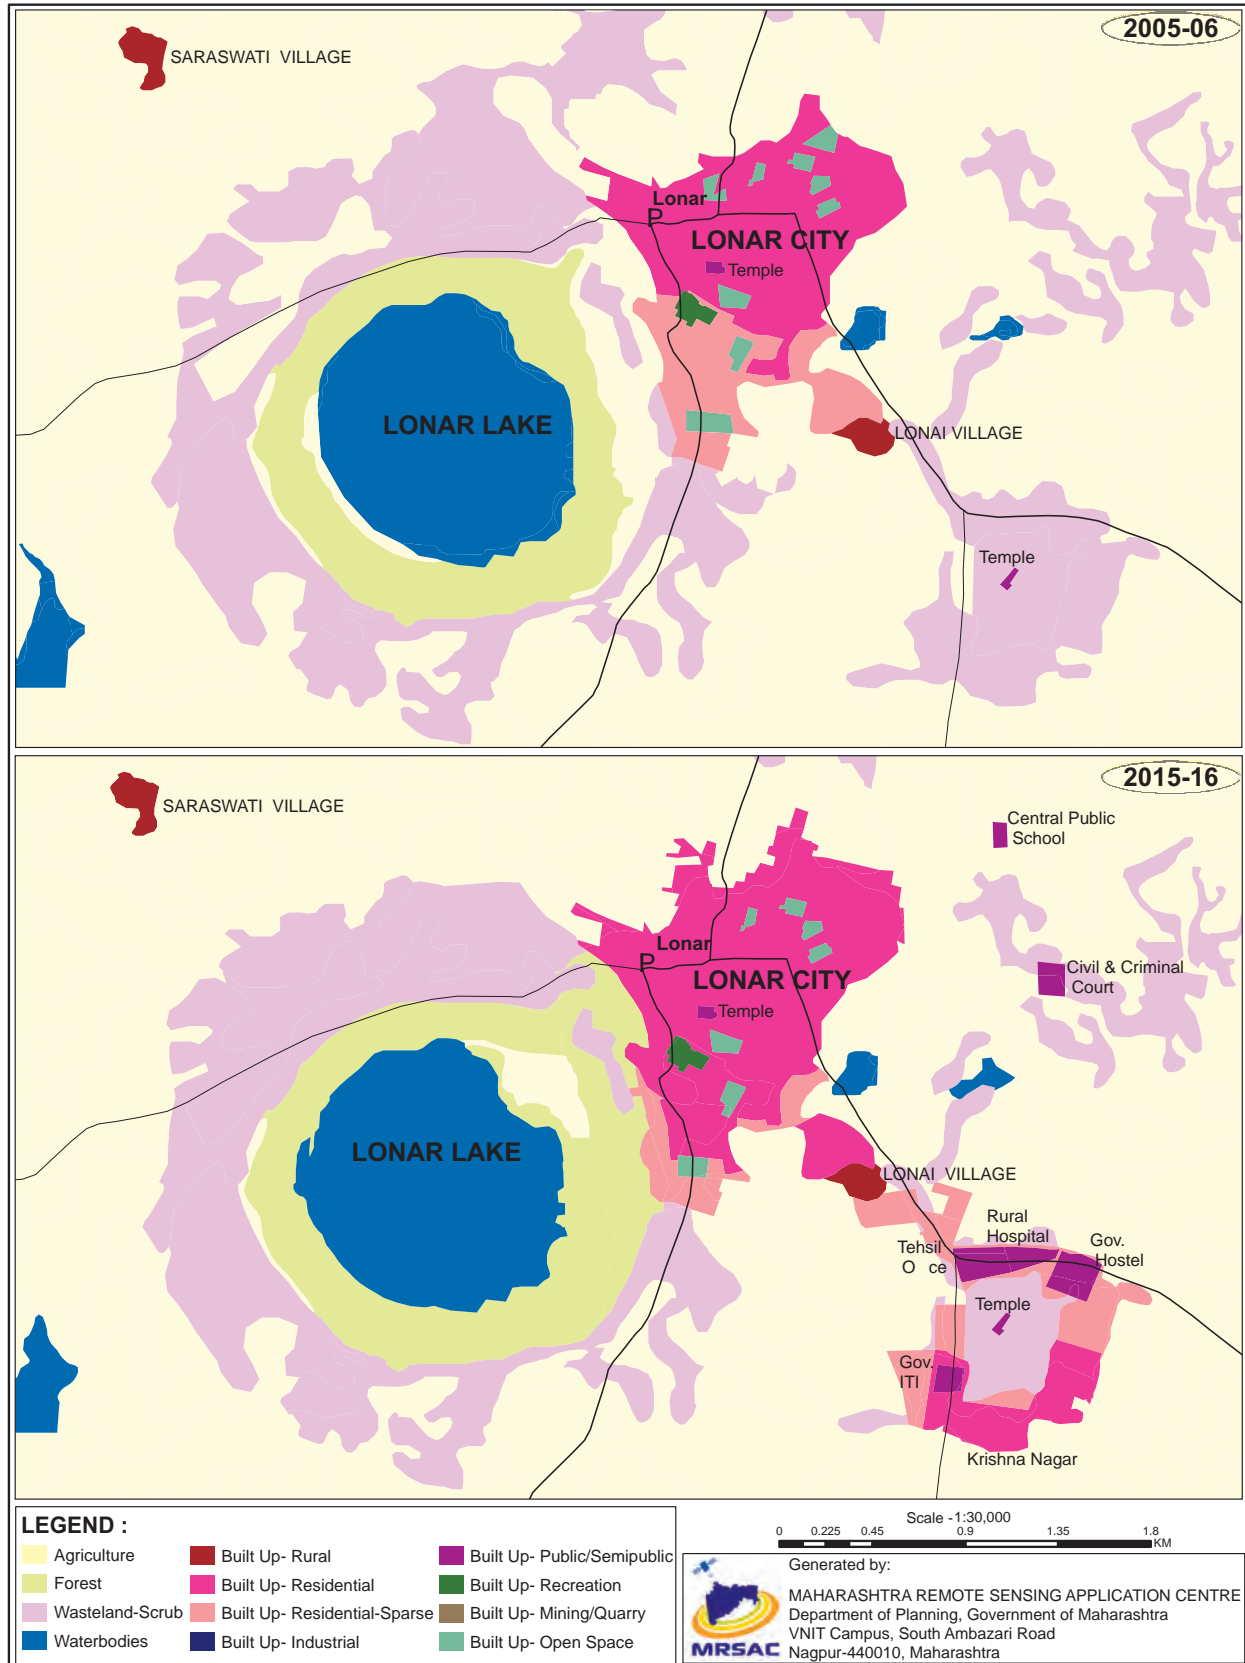 2005-06
SARASWATI VILLAGE
Lonar
P
LONAR CITY
Temple
LONAR LAKE
LONAI VILLAGE
Temple
2015-16
SARASWATI VILLAGE
Central Public
School
Lonar
P
LONAR CITY
Civil & Criminal
Court
Temple
LONAR LAKE
LONAI VILLAGE
Rural
Hospital
Gov.
Hostel
Tehsil
O ce
Temple
Gov.
ITI
Krishna Nagar
LEGEND :
Agriculture
Forest
Wasteland-Scrub
Waterbodies
Built Up- Rural
Built Up- Residential
Built Up- Residential-Sparse
Built Up- Industrial
Built Up- Public/Semipublic
Built Up- Recreation
Built Up- Mining/Quarry
Built Up- Open Space
Scale -1:30,000
0 0.225 0.45 0.9 1.35 1.8
KM
MRSAC
Generated by:
MAHARASHTRA REMOTE SENSING APPLICATION CENTRE
Department of Planning, Government of Maharashtra
VNIT Campus, South Ambazari Road
Nagpur-440010, Maharashtra